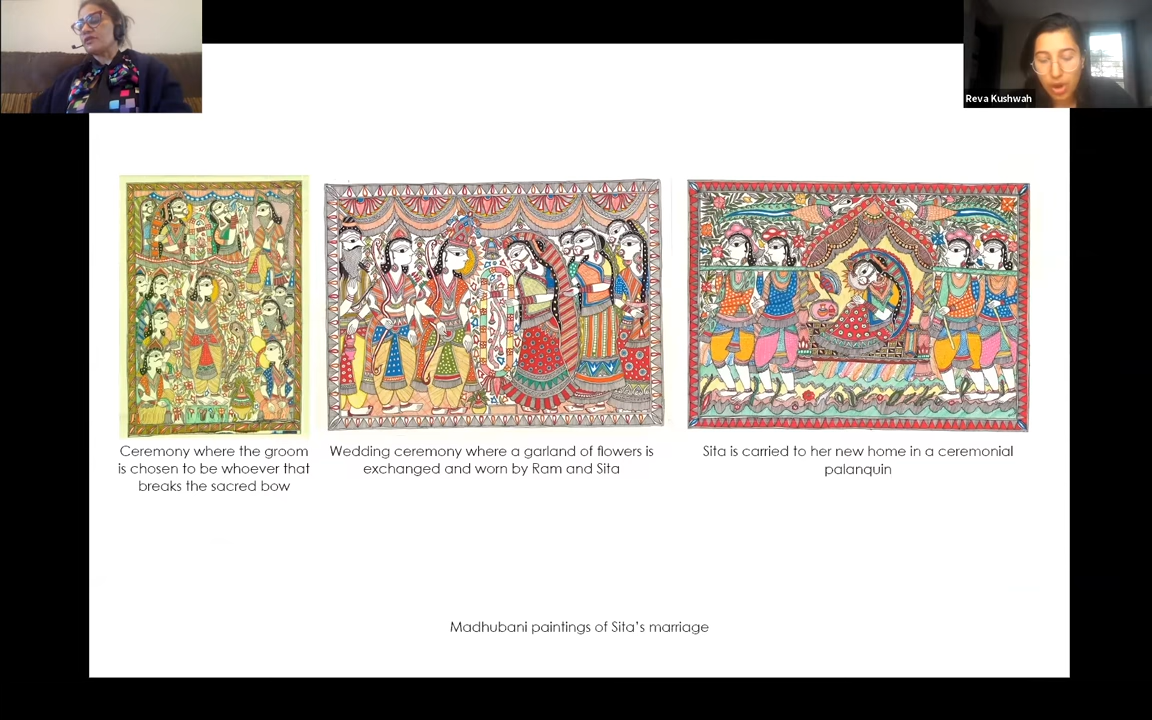 Reva Kushwah
Ceremony where the groom
is chosen to be whoever that
breaks the sacred bow
Wedding ceremony where a garland of flowers is
exchanged and worn by Ram and Sita
Sita is carried to her new home in a ceremonial
palanquin
Madhubani paintings of Sita's marriage